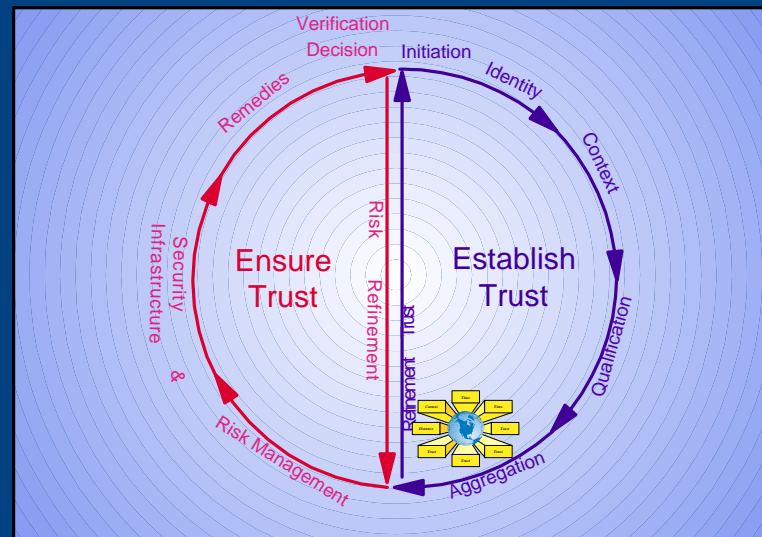 Verification
Decision
Initiation
Identity
Context
Qualification
Aggregation
Establish
Trust
Trust
Refinement
Risk
Refinement
Ensure
Trust
Risk Management
&
Security
Infrastructure
Remedies